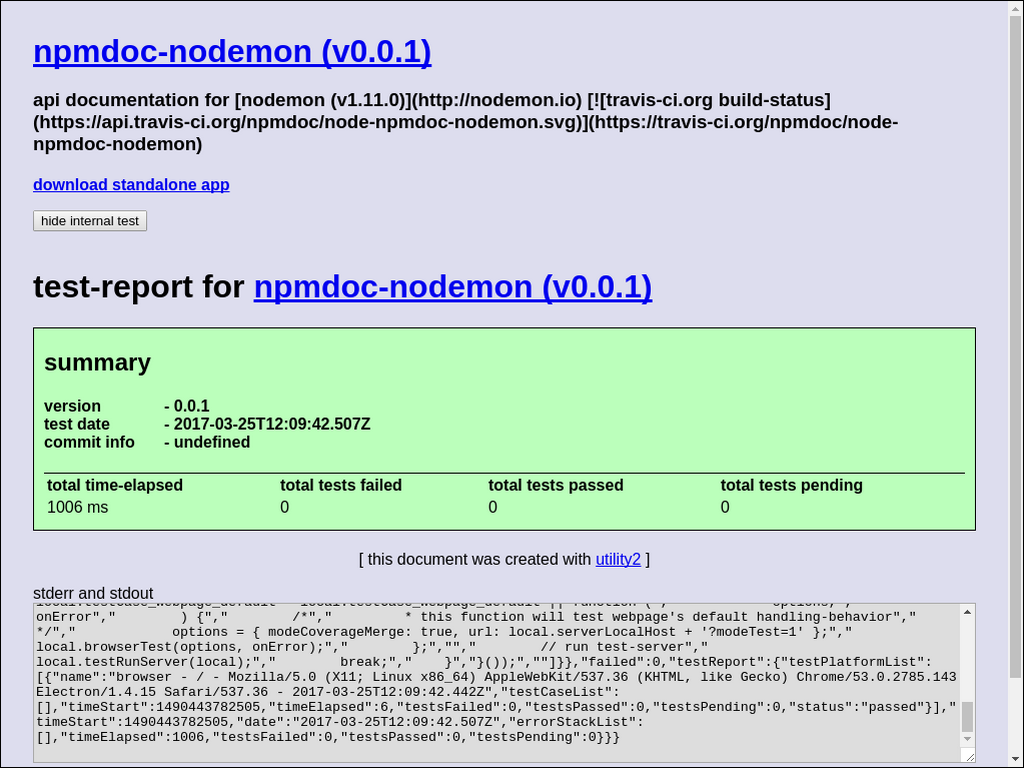 npmdoc-nodemon (v0.0.1)
api documentation for [nodemon (v1.11.0)](http://nodemon.io) [![travis-ci.org build-status]
(https://api.travis-ci.org/npmdoc/node-npmdoc-nodemon.svg)](https://travis-ci.org/npmdoc/node-
npmdoc-nodemon)
download standalone app
hide internal test
test-report for npmdoc-nodemon (v0.0.1)
summary
version - 0.0.1
test date - 2017-03-25T12:09:42.507Z
commit info - undefined
total time-elapsed total tests failed total tests passed total tests pending
1006 ms 0 0 0
[ this document was created with utility2 ]
stderr and stdout
onError","        ) {","        /*","         * this function will test webpage's default handling-behavior","
*/","            options = { modeCoverageMerge: true, url: local.serverLocalHost + '?modeTest=1' };","
local.browserTest(options, onError);","        };","","        // run test-server","
local.testRunServer(local);","        break;","    }","}());",""]}},"failed":0,"testReport":{"testPlatformList":
[{"name":"browser - / - Mozilla/5.0 (X11; Linux x86_64) AppleWebKit/537.36 (KHTML, like Gecko) Chrome/53.0.2785.143
Electron/1.4.15 Safari/537.36 - 2017-03-25T12:09:42.442Z","testCaseList":
[],"timeStart":1490443782505,"timeElapsed":6,"testsFailed":0,"testsPassed":0,"testsPending":0,"status":"passed"}],"
timeStart":1490443782505,"date":"2017-03-25T12:09:42.507Z","errorStackList":
[],"timeElapsed":1006,"testsFailed":0,"testsPassed":0,"testsPending":0}}}